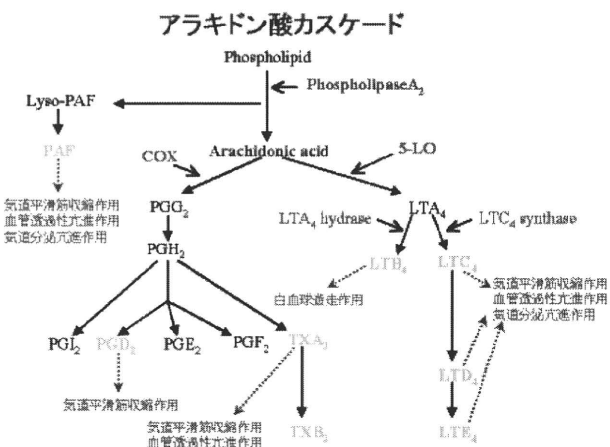 アラキドン酸カスケード
Phospholipid
PhospholipaseA₂
Lyso-PAF
PAF
COX
Arachidonic acid
5-LO
気道平滑筋収縮作用
血管透過性亢進作用
気道分泌亢進作用
PGG₂
LTA₄ hydrase
LTA₄
LTC₄ synthase
PGH₂
LTB₄
LTC₄
白血球遊走作用
気道平滑筋収縮作用
血管透過性亢進作用
気道分泌亢進作用
PGI₂
PGD₂
PGE₂
PGF₂
TXA₂
LTD₄
気道平滑筋収縮作用
気道平滑筋収縮作用
血管透過性亢進作用
TXB₂
LTE₄